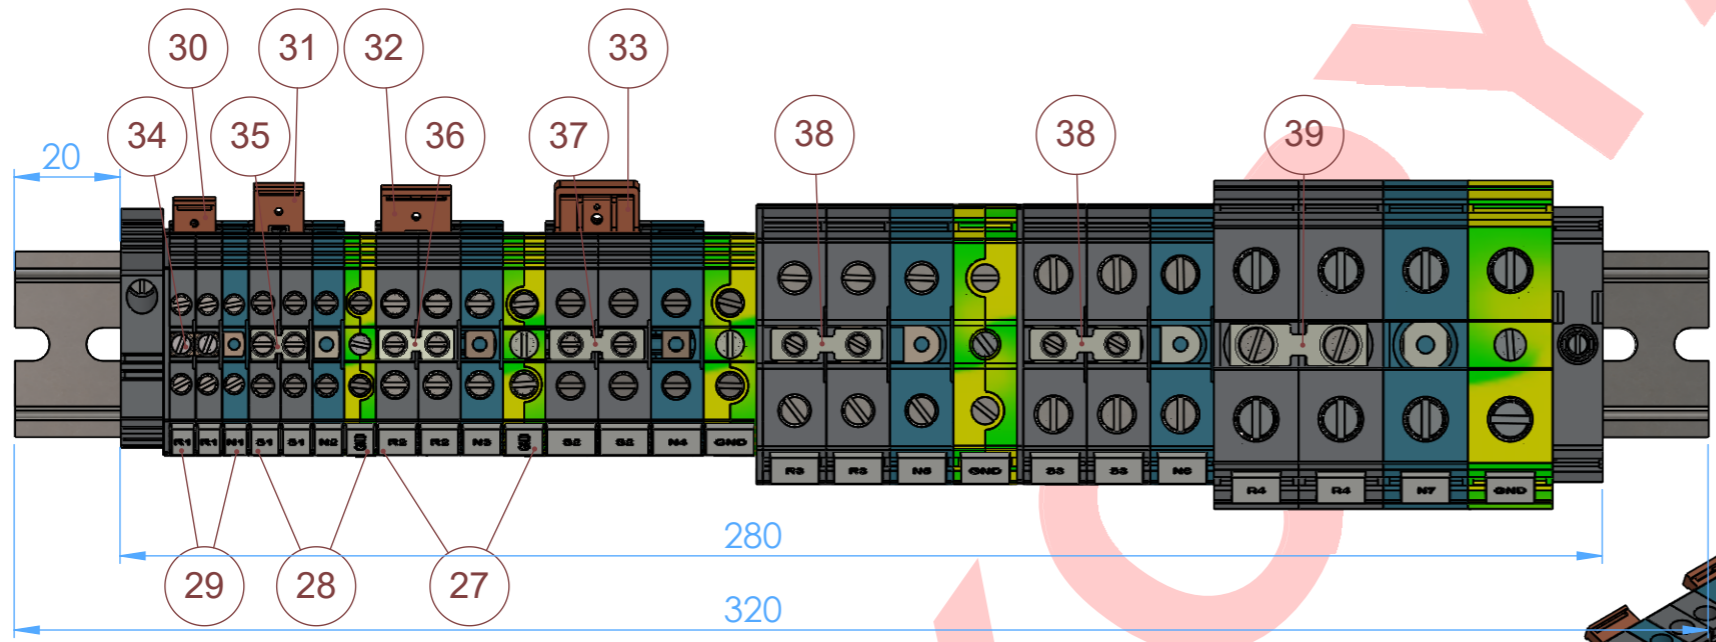 30 31 32 33
34 35 36 37 38 38 39
20
R1 R1 N1 S1 S1 N2 R2 R2 N3 S2 S2 N4 GND
R3 R3 N5 GND S3 S3 N6
R4 R4 N7 GND
280
29 28 27
320